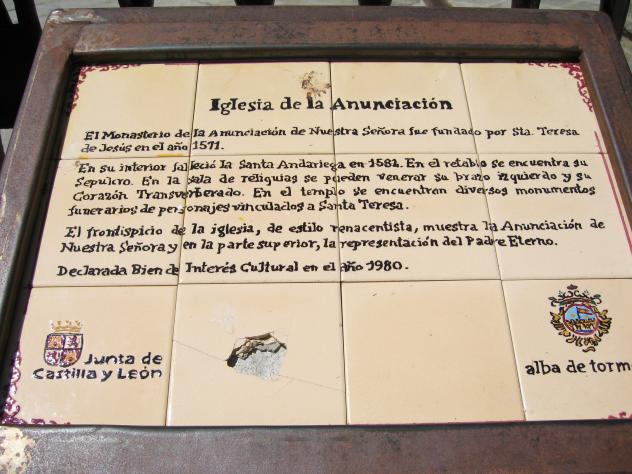 Iglesia de la Anunciación
El Monasterio de la Anunciación de Nuestra Señora fue fundado por Sta. Teresa
de Jesús en el año 1571.
En su interior falleció la Santa Andariega en 1582. En el retablo se encuentra su
Sepulcro. En la sala de reliquias se pueden venerar su brazo izquierdo y su
Corazón Transverberado. En el templo se encuentran diversos monumentos
funerarios de personajes vinculados a Santa Teresa.
El frontispicio de la iglesia, de estilo renacentista, muestra la Anunciación de
Nuestra Señora y en la parte superior, la representación del Padre Eterno.
Declarada Bien de Interés Cultural en el año 1980.
Junta de
Castilla y León
alba de torm